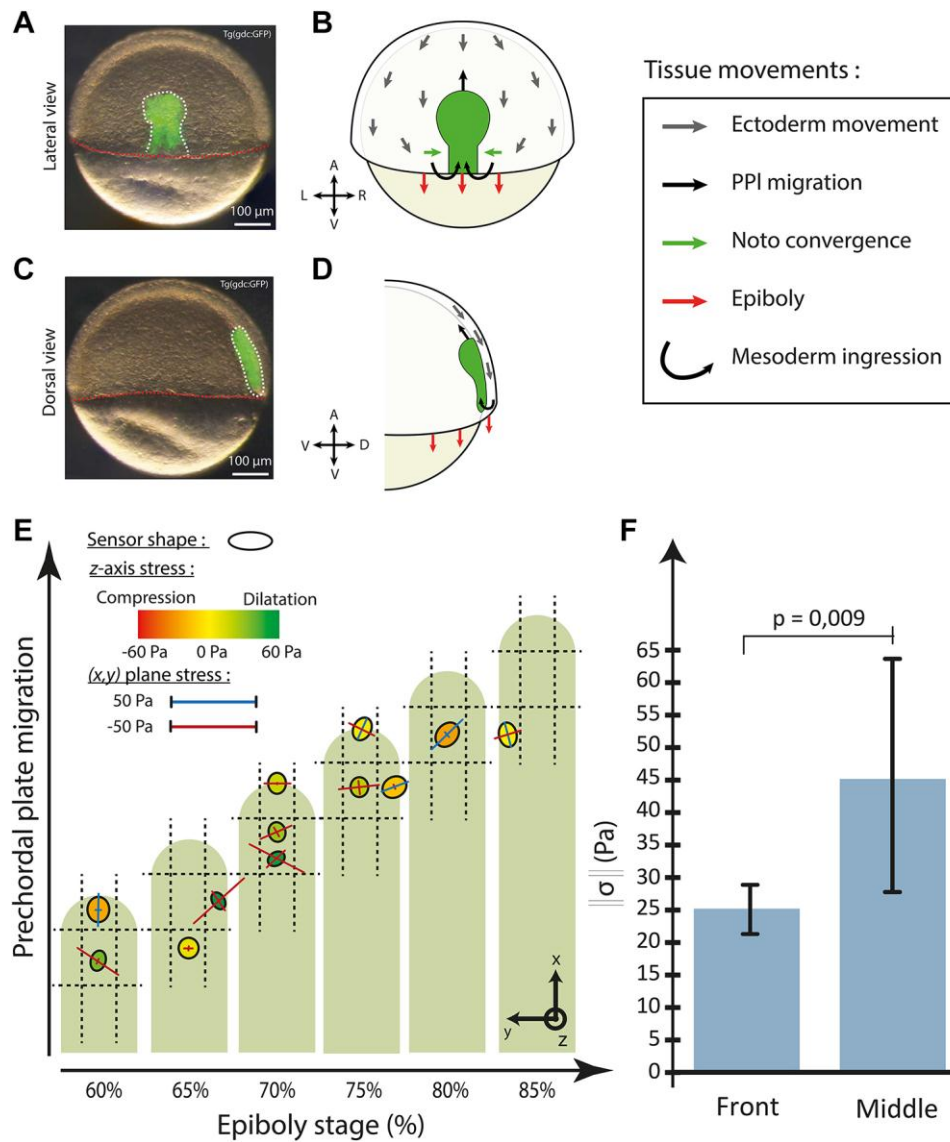 A
Tg(gdc:GFP)
Lateral view
100 µm
B
A
L R
V
Tissue movements :
Ectoderm movement
PPl migration
Noto convergence
Epiboly
Mesoderm ingression
C
Tg(gdc:GFP)
Dorsal view
100 µm
D
A
V D
V
E
Sensor shape :
z-axis stress :
Compression Dilatation
-60 Pa 0 Pa 60 Pa
(x,y) plane stress :
50 Pa
-50 Pa
Prechordal plate migration
x
y
z
60% 65% 70% 75% 80% 85%
Epiboly stage (%)
F
p = 0,009
||σ|| (Pa)
65
60
55
50
45
40
35
30
25
20
15
10
5
0
Front Middle